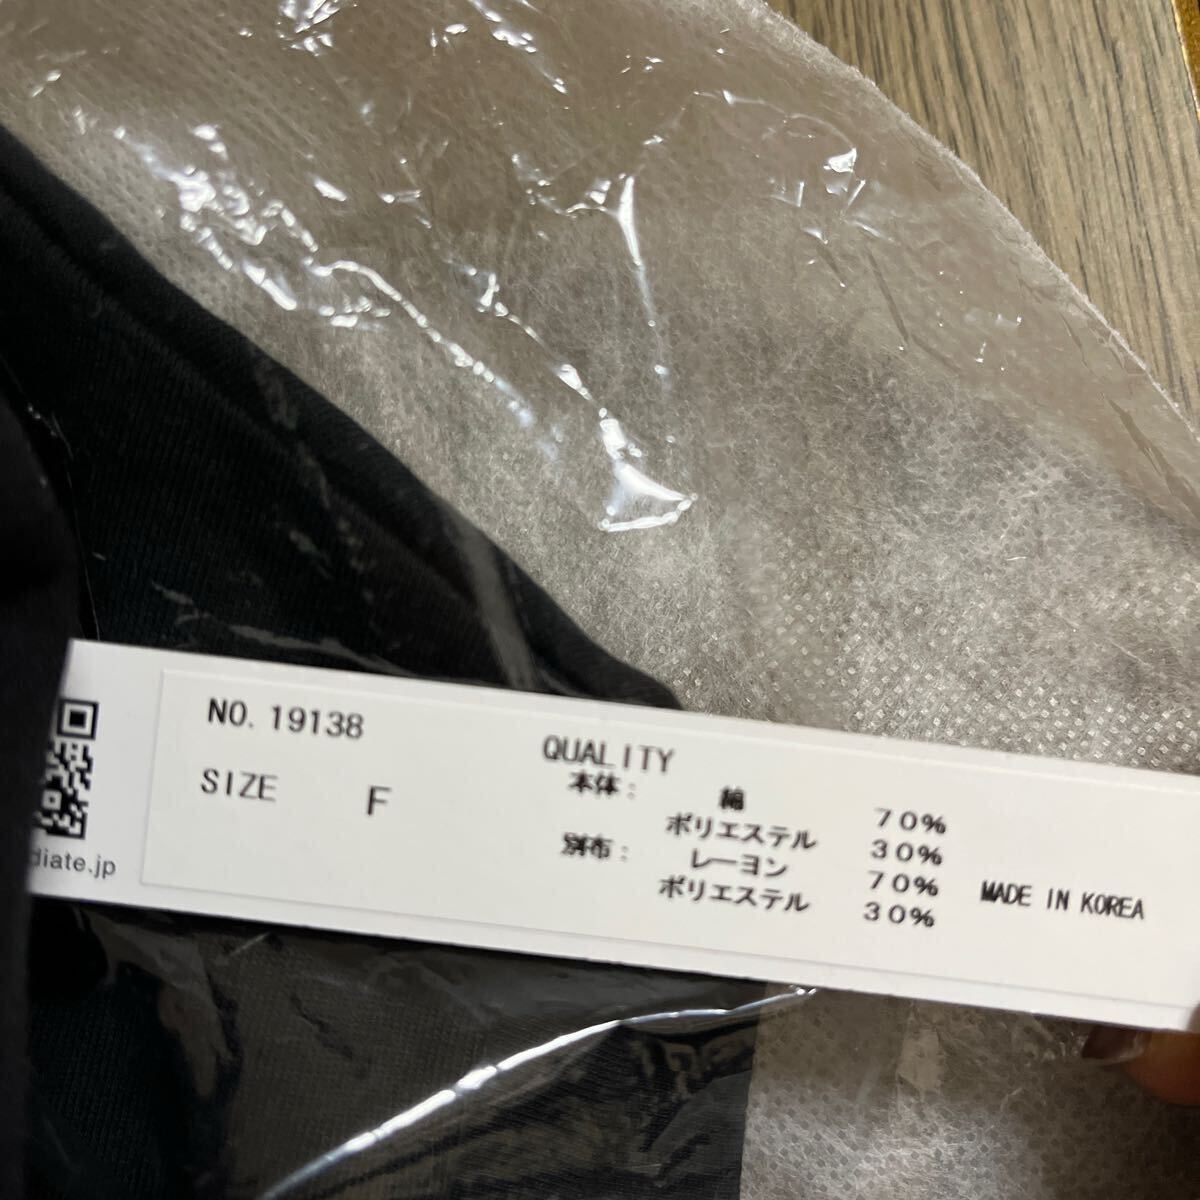 NO. 19138
SIZE F
QUALITY
本体： 綿 70%
ポリエステル 30%
別布： レーヨン 70%
ポリエステル 30%
MADE IN KOREA
diate.jp